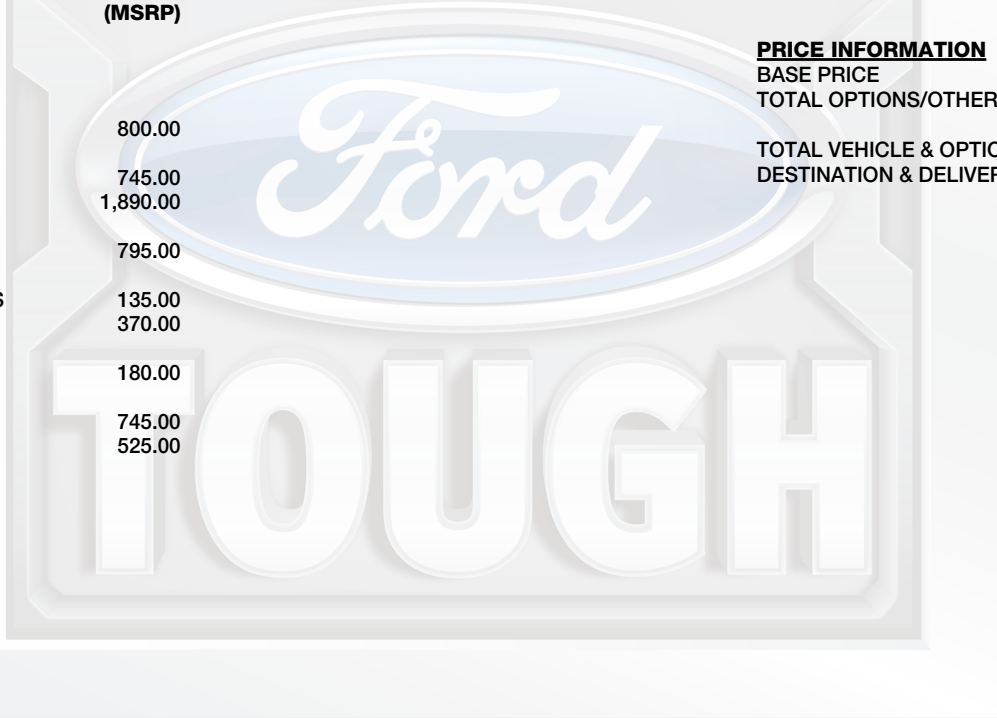 (MSRP)
800.00
745.00
1,890.00
795.00
S
135.00
370.00
180.00
745.00
525.00
PRICE INFORMATION
BASE PRICE
TOTAL OPTIONS/OTHER
TOTAL VEHICLE & OPTIO
DESTINATION & DELIVER
Ford
TOUGH